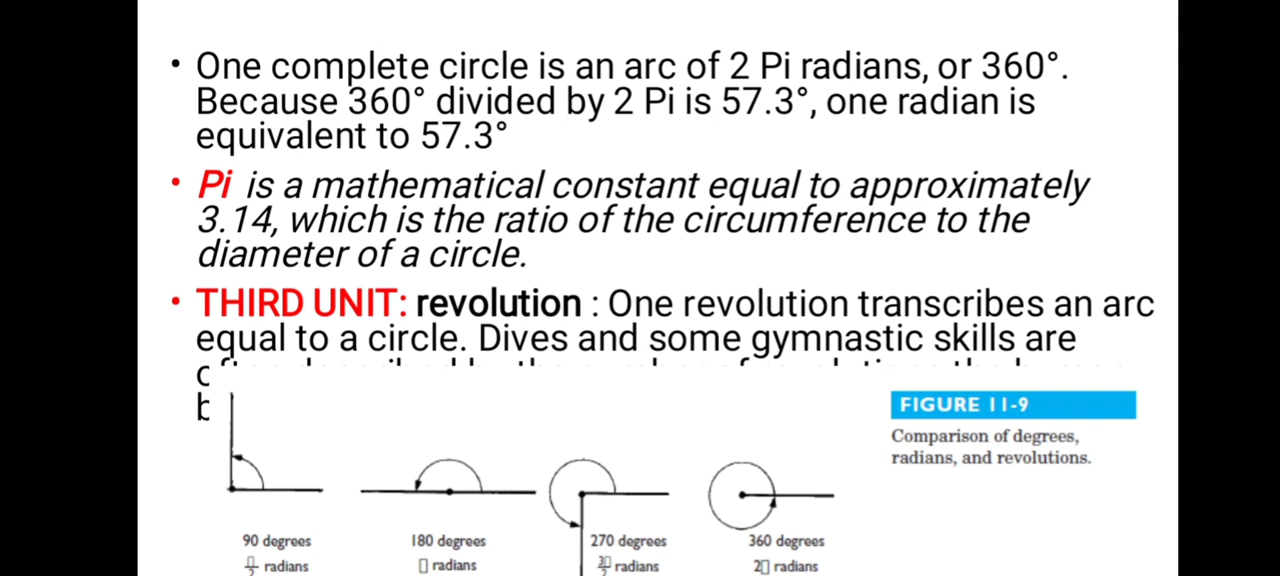 • One complete circle is an arc of 2 Pi radians, or 360°.
Because 360° divided by 2 Pi is 57.3°, one radian is
equivalent to 57.3°
• Pi is a mathematical constant equal to approximately
3.14, which is the ratio of the circumference to the
diameter of a circle.
• THIRD UNIT: revolution : One revolution transcribes an arc
equal to a circle. Dives and some gymnastic skills are
FIGURE 11-9
Comparison of degrees,
radians, and revolutions.
90 degrees
▯/2 radians
180 degrees
▯ radians
270 degrees
3▯/2 radians
360 degrees
2▯ radians